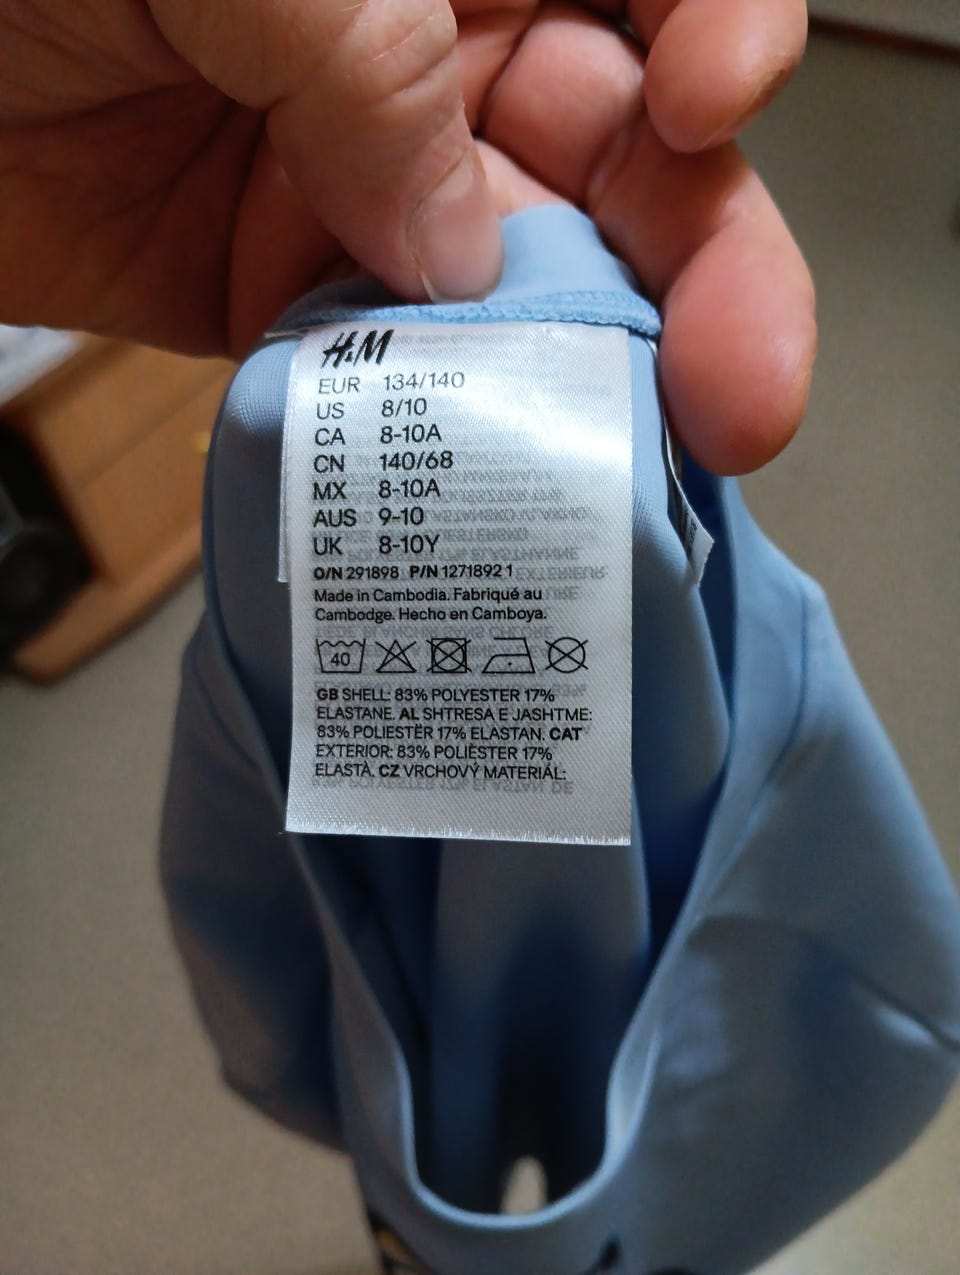 H&M
EUR 134/140
US 8/10
CA 8-10A
CN 140/68
MX 8-10A
AUS 9-10
UK 8-10Y
O/N 291898 P/N 1271892 1
Made in Cambodia. Fabriqué au
Cambodge. Hecho en Camboya.
40
GB SHELL: 83% POLYESTER 17%
ELASTANE. AL SHTRESA E JASHTME:
83% POLIESTËR 17% ELASTAN. CAT
EXTERIOR: 83% POLIÈSTER 17%
ELASTÀ. CZ VRCHOVÝ MATERIÁL: